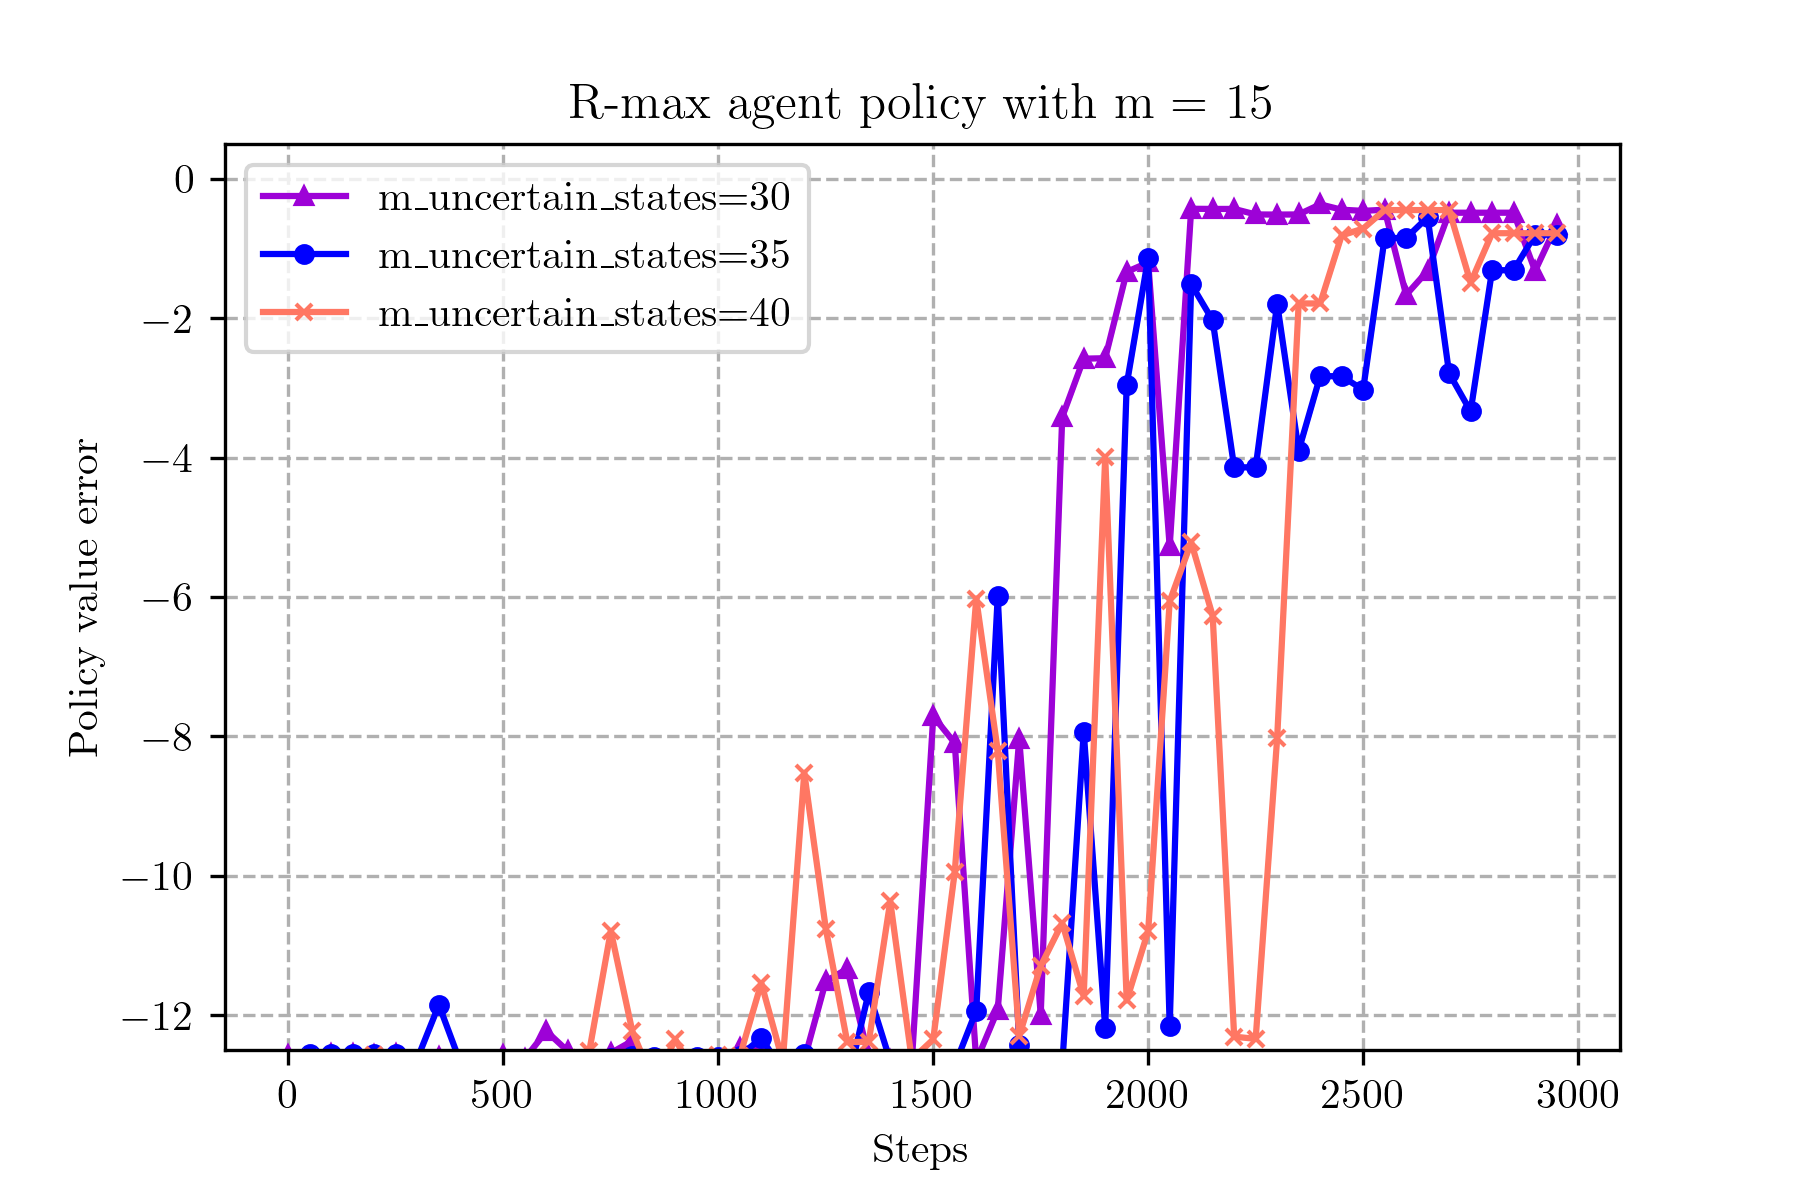 R-max agent policy with m = 15
m_uncertain_states=30
m_uncertain_states=35
m_uncertain_states=40
Policy value error
0
−2
−4
−6
−8
−10
−12
0 500 1000 1500 2000 2500 3000
Steps